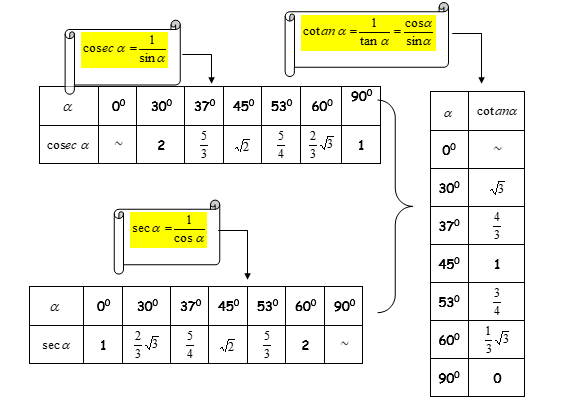 cosec α = 1/sin α
cotan α = 1/tan α = cosα/sinα
α 0⁰ 30⁰ 37⁰ 45⁰ 53⁰ 60⁰ 90⁰
cosec α ~ 2 5/3 √2 5/4 2/3 √3 1
sec α = 1/cos α
α 0⁰ 30⁰ 37⁰ 45⁰ 53⁰ 60⁰ 90⁰
sec α 1 2/3 √3 5/4 √2 5/3 2 ~
α cotanα
0⁰ ~
30⁰ √3
37⁰ 4/3
45⁰ 1
53⁰ 3/4
60⁰ 1/3 √3
90⁰ 0